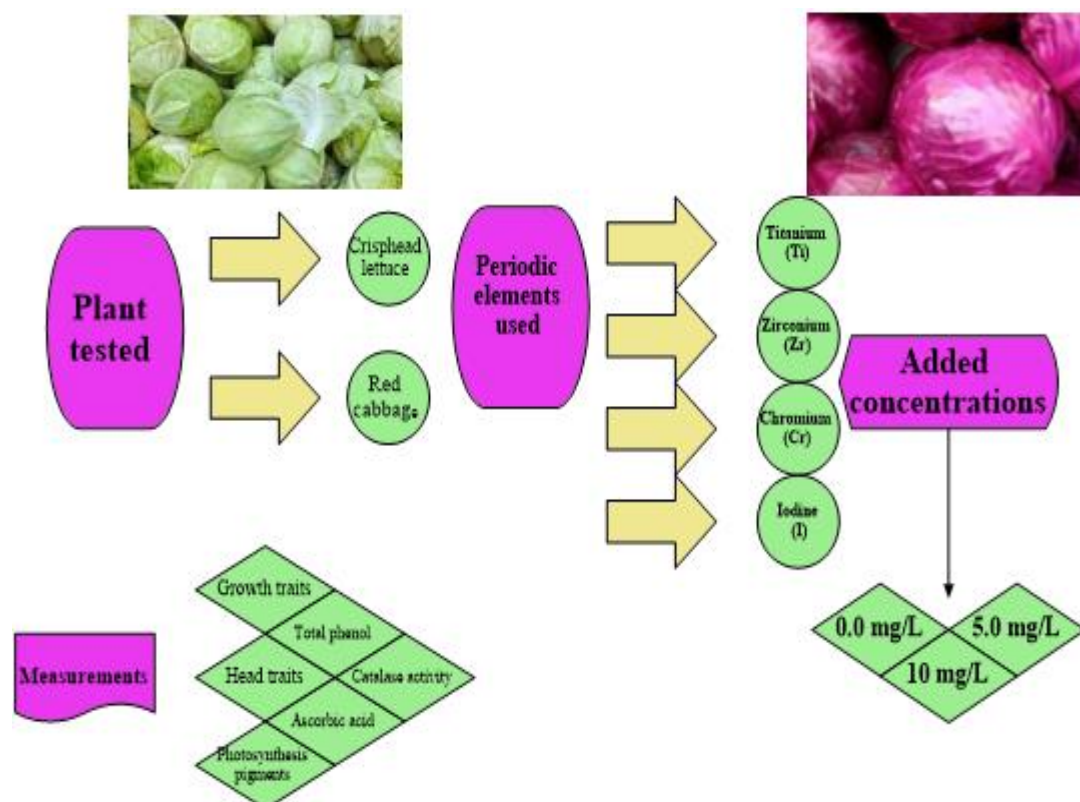 Plant
tested
Crisphead
lettuce
Red
cabbage
Periodic
elements
used
Zirconium
(Zr)
Chromium
(Cr)
Iodine
(I)
(Ti)
Added
concentrations
0.0 mg/L
5.0 mg/L
10 mg/L
Measurements
Growth traits
Total phenol
Head traits
Catalase activity
Ascorbic acid
Photosynthesis
pigments